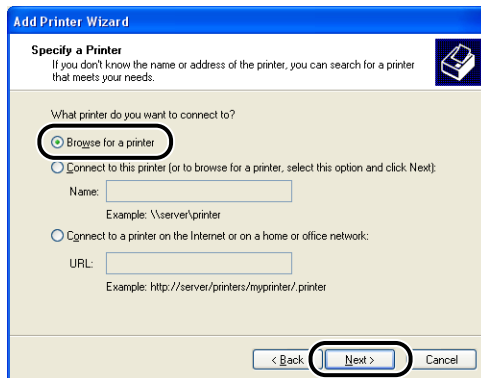 Add Printer Wizard
Specify a Printer
If you don't know the name or address of the printer, you can search for a printer
that meets your needs.
What printer do you want to connect to?
Browse for a printer
Connect to this printer (or to browse for a printer, select this option and click Next):
Name:
Example: \\server\printer
Connect to a printer on the Internet or on a home or office network:
URL:
Example: http://server/printers/myprinter/.printer
< Back Next > Cancel